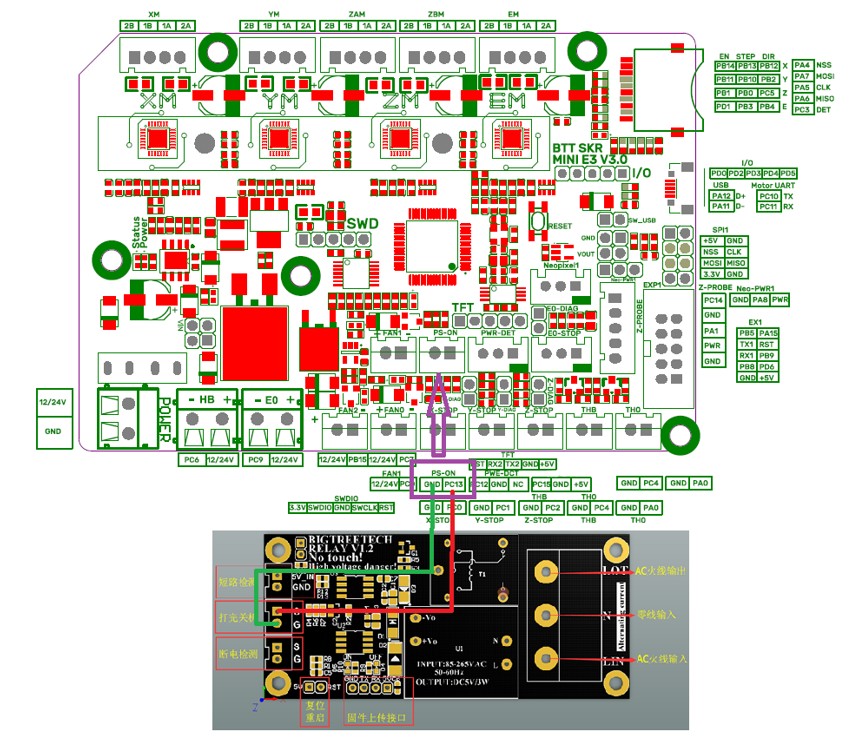 XM YM ZAM ZBM EM
2B 1B 1A 2A 2B 1B 1A 2A 2B 1B 1A 2A 2B 1B 1A 2A 2B 1B 1A 2A
EN STEP DIR
PB14 PB13 PB12 X PA4 NSS
PB11 PB10 PB2 Y PA7 MOSI
PB1 PB0 PC5 Z PA5 CLK
PD1 PB3 PB4 E PA6 MISO
PC3 DET
XM YM ZM EM
BTT SKR
MINI E3 V3.0
I/O
I/O
PD0 PD2 PD3 PD4 PD5
USB Motor UART
PA12 D+ PC10 TX
PA11 D- PC11 RX
Status
Power
SWD
RESET
SW_USB
GND
VOUT
Neopixel1
Neo-PWR1
SPI1
+5V GND
NSS CLK
MOSI MISO
3.3V GND
Z-PROBE Neo-PWR1
PC14 GND PA8 PWR
GND
PA1
PWR
GND
EX1
PB5 PA15
TX1 RST
RX1 PB9
PB8 PD6
GND +5V
EXP1
Z-PROBE
TFT
E0-DIAG
FAN1 PS-ON PWR-DET E0-STOP
12/24V
GND
POWER
- HB + - E0 +
FAN2 FAN0 X-STOP Y-STOP Y-DIAG Z-STOP Z-DIAG THB TH0
PC6 12/24V PC9 12/24V 12/24V PB15 12/24V PC7
TFT
RST RX2 TX2 GND +5V
FAN1 PS-ON PWE-DCT
GND PC13 PC12 GND NC PC15 GND +5V GND PC4 GND PA0
SWDIO THB TH0
3.3V SWDIO GND SWCLK RST GND PC0 GND PC1 GND PC2 GND PC4 GND PA0
X-STOP Y-STOP Z-STOP THB TH0
BIGTREETECH
RELAY V1.2
No touch!
High voltage danger!
短路检测
5V_IN
GND
打光关机
S
G
断电检测
S
G
T1
-Vo
+Vo
U1
N
L
INPUT:85-265VAC
50-60Hz
OUTPUT:DC5V/3W
LOT
N
LIN
Alternating current
AC火线输出
零线输入
AC火线输入
5V RST
GND TX RX
复位
重启
固件上传接口
Z